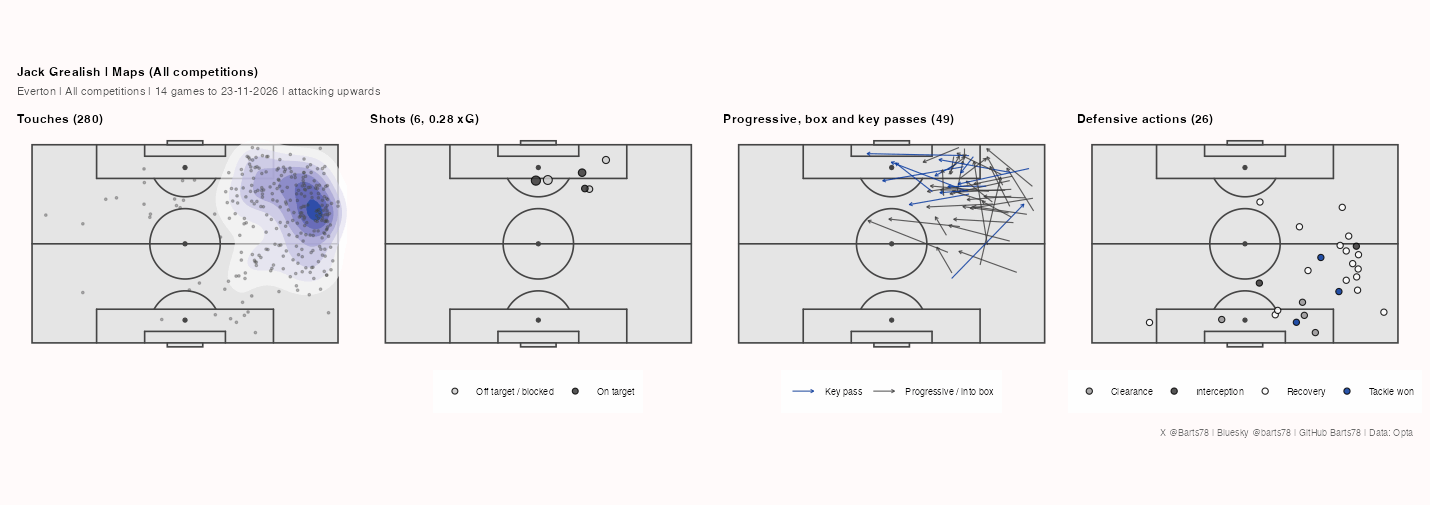 Jack Grealish | Maps (All competitions)
Everton | All competitions | 14 games to 23-11-2026 | attacking upwards
Touches (280)
Shots (6, 0.28 xG)
Progressive, box and key passes (49)
Defensive actions (26)
Off target / blocked
On target
Key pass
Progressive / into box
Clearance
Interception
Recovery
Tackle won
X @Barts78 | Bluesky @barts78 | GitHub Barts78 | Data: Opta